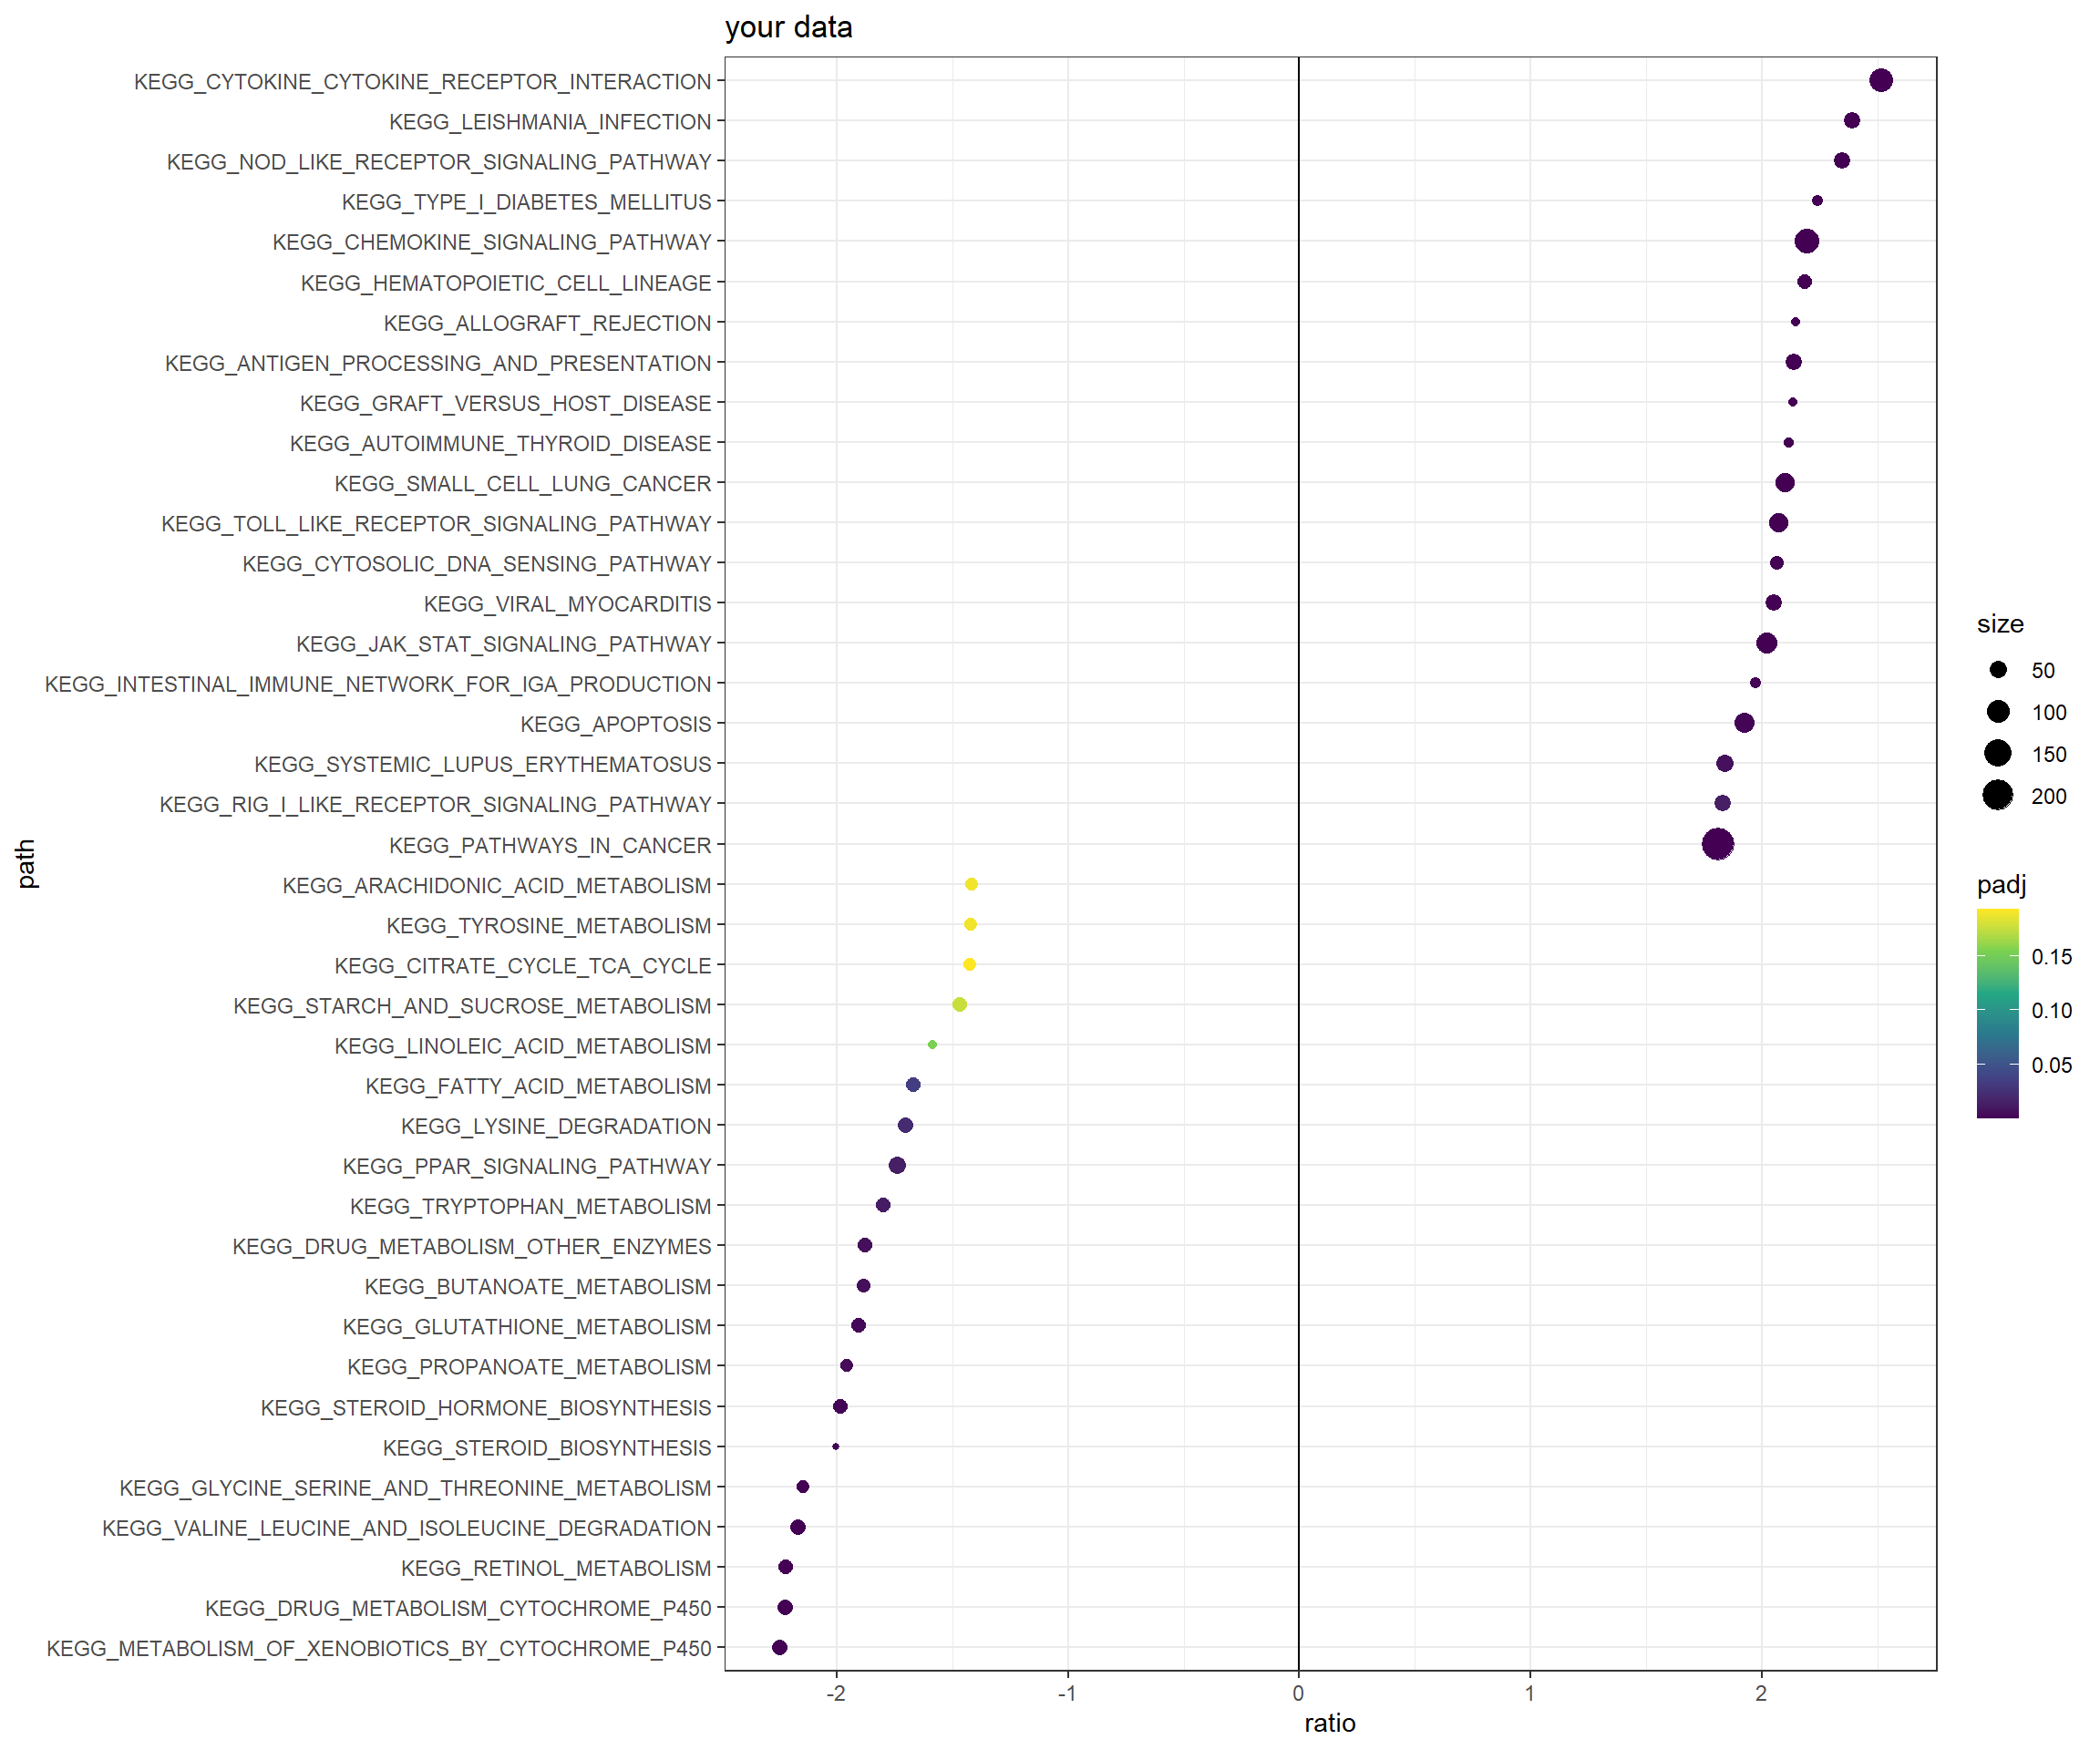 your data
path
KEGG_CYTOKINE_CYTOKINE_RECEPTOR_INTERACTION
KEGG_LEISHMANIA_INFECTION
KEGG_NOD_LIKE_RECEPTOR_SIGNALING_PATHWAY
KEGG_TYPE_I_DIABETES_MELLITUS
KEGG_CHEMOKINE_SIGNALING_PATHWAY
KEGG_HEMATOPOIETIC_CELL_LINEAGE
KEGG_ALLOGRAFT_REJECTION
KEGG_ANTIGEN_PROCESSING_AND_PRESENTATION
KEGG_GRAFT_VERSUS_HOST_DISEASE
KEGG_AUTOIMMUNE_THYROID_DISEASE
KEGG_SMALL_CELL_LUNG_CANCER
KEGG_TOLL_LIKE_RECEPTOR_SIGNALING_PATHWAY
KEGG_CYTOSOLIC_DNA_SENSING_PATHWAY
KEGG_VIRAL_MYOCARDITIS
KEGG_JAK_STAT_SIGNALING_PATHWAY
KEGG_INTESTINAL_IMMUNE_NETWORK_FOR_IGA_PRODUCTION
KEGG_APOPTOSIS
KEGG_SYSTEMIC_LUPUS_ERYTHEMATOSUS
KEGG_RIG_I_LIKE_RECEPTOR_SIGNALING_PATHWAY
KEGG_PATHWAYS_IN_CANCER
KEGG_ARACHIDONIC_ACID_METABOLISM
KEGG_TYROSINE_METABOLISM
KEGG_CITRATE_CYCLE_TCA_CYCLE
KEGG_STARCH_AND_SUCROSE_METABOLISM
KEGG_LINOLEIC_ACID_METABOLISM
KEGG_FATTY_ACID_METABOLISM
KEGG_LYSINE_DEGRADATION
KEGG_PPAR_SIGNALING_PATHWAY
KEGG_TRYPTOPHAN_METABOLISM
KEGG_DRUG_METABOLISM_OTHER_ENZYMES
KEGG_BUTANOATE_METABOLISM
KEGG_GLUTATHIONE_METABOLISM
KEGG_PROPANOATE_METABOLISM
KEGG_STEROID_HORMONE_BIOSYNTHESIS
KEGG_STEROID_BIOSYNTHESIS
KEGG_GLYCINE_SERINE_AND_THREONINE_METABOLISM
KEGG_VALINE_LEUCINE_AND_ISOLEUCINE_DEGRADATION
KEGG_RETINOL_METABOLISM
KEGG_DRUG_METABOLISM_CYTOCHROME_P450
KEGG_METABOLISM_OF_XENOBIOTICS_BY_CYTOCHROME_P450
-2 -1 0 1 2
ratio
size
50
100
150
200
padj
0.15
0.10
0.05